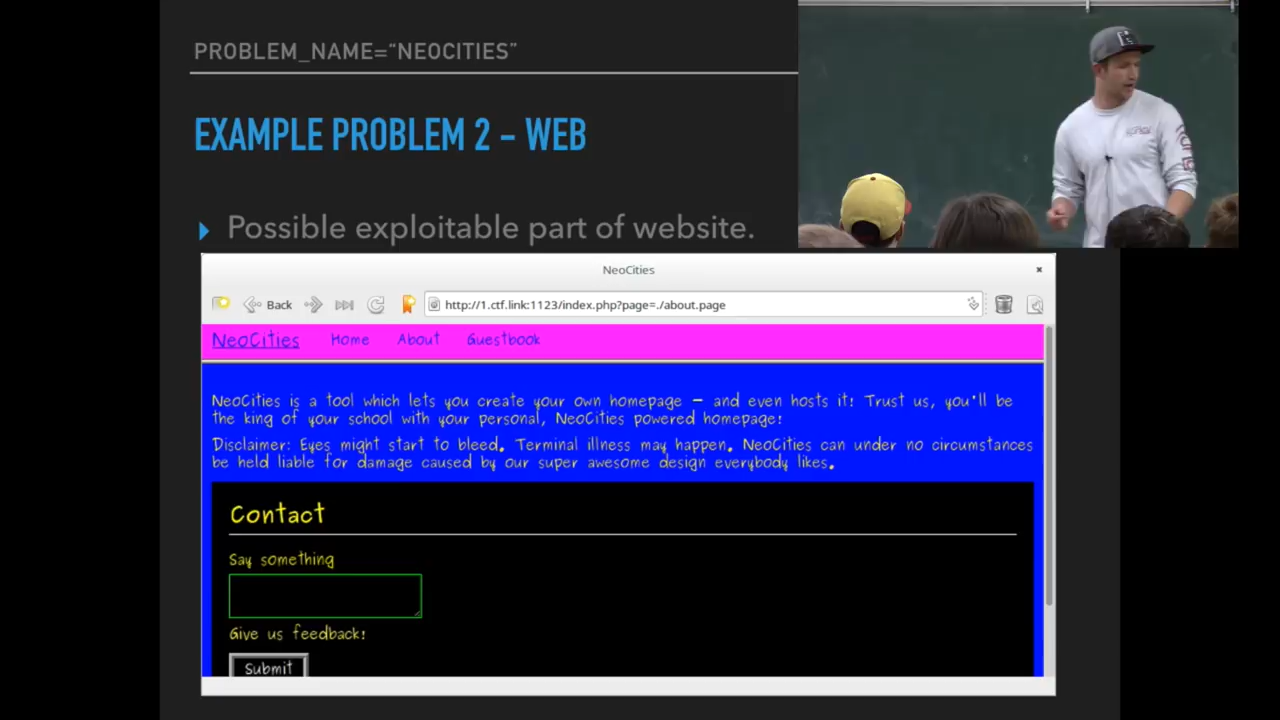 PROBLEM_NAME=“NEOCITIES”
EXAMPLE PROBLEM 2 - WEB
Possible exploitable part of website.
NeoCities
Back
http://1.ctf.link:1123/index.php?page=./about.page
NeoCities Home About Guestbook
NeoCities is a tool which lets you create your own homepage – and even hosts it! Trust us, you'll be
the king of your school with your personal, NeoCities powered homepage!
Disclaimer: Eyes might start to bleed. Terminal illness may happen. NeoCities can under no circumstances
be held liable for damage caused by our super awesome design everybody likes.
Contact
Say something
Give us feedback!
Submit